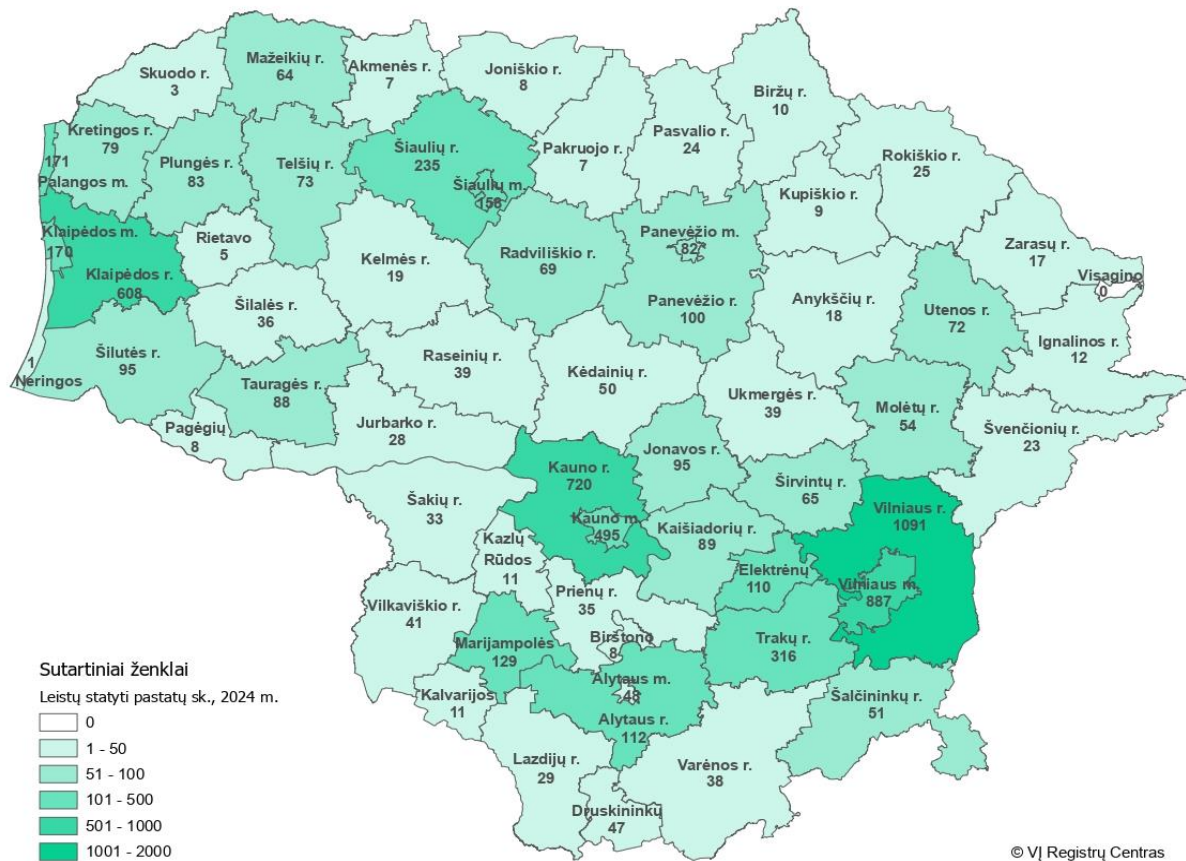 Skuodo r.
3
Mažeikių r.
64
Akmenės r.
7
Joniškio r.
8
Biržų r.
10
Kretingos r.
79
171
Palangos m.
Plungės r.
83
Telšių r.
73
Šiaulių r.
235
Šiaulių m.
158
Pakruojo r.
7
Pasvalio r.
24
Rokiškio r.
25
Kupiškio r.
9
Klaipėdos m.
170
Klaipėdos r.
608
Rietavo
5
Kelmės r.
19
Radviliškio r.
69
Panevėžio m.
827
Panevėžio r.
100
Anykščių r.
18
Zarasų r.
17
Visagino
0
Utenos r.
72
Ignalinos r.
12
Šilalės r.
36
1
Neringos
Šilutės r.
95
Tauragės r.
88
Raseinių r.
39
Kėdainių r.
50
Ukmergės r.
39
Molėtų r.
54
Švenčionių r.
23
Pagėgių
8
Jurbarko r.
28
Jonavos r.
95
Širvintų r.
65
Kauno r.
720
Kauno m.
495
Šakių r.
33
Kazlų
Rūdos
11
Kaišiadorių r.
89
Elektrėnų
110
Vilniaus r.
1091
Vilniaus m.
887
Vilkaviškio r.
41
Prienų r.
35
Birštono
8
Marijampolės
129
Trakų r.
316
Kalvarijos
11
Alytaus m.
48
Alytaus r.
112
Šalčininkų r.
51
Lazdijų r.
29
Varėnos r.
38
Druskininkų
47
Sutartiniai ženklai
Leistų statyti pastatų sk., 2024 m.
0
1 - 50
51 - 100
101 - 500
501 - 1000
1001 - 2000
© VĮ Registrų Centras